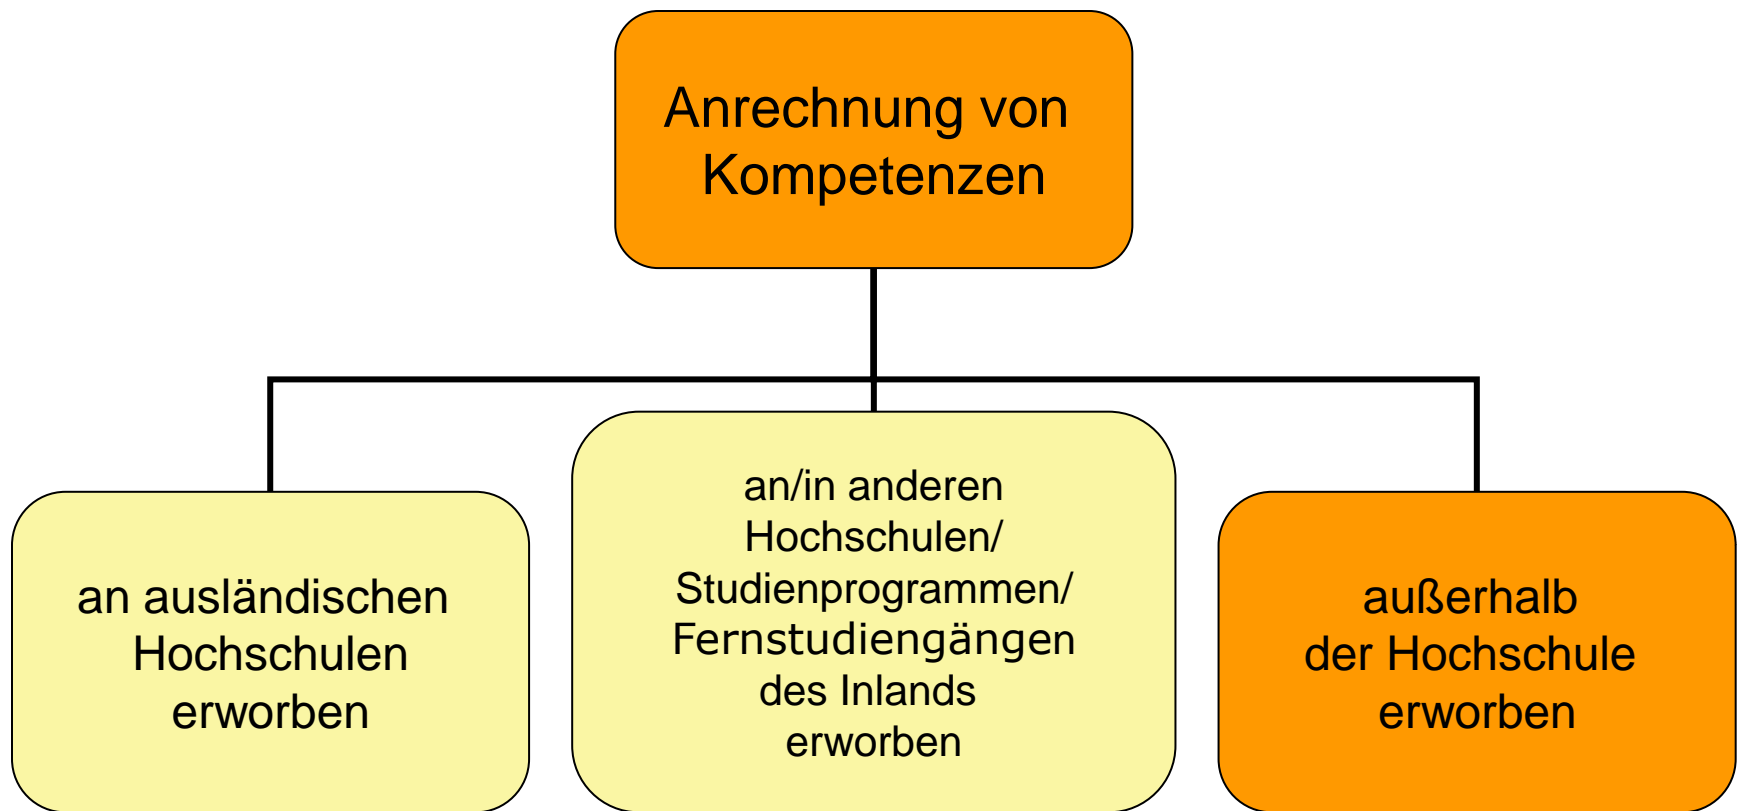 Anrechnung von
Kompetenzen
an ausländischen
Hochschulen
erworben
an/in anderen
Hochschulen/
Studienprogrammen/
Fernstudiengängen
des Inlands
erworben
außerhalb
der Hochschule
erworben